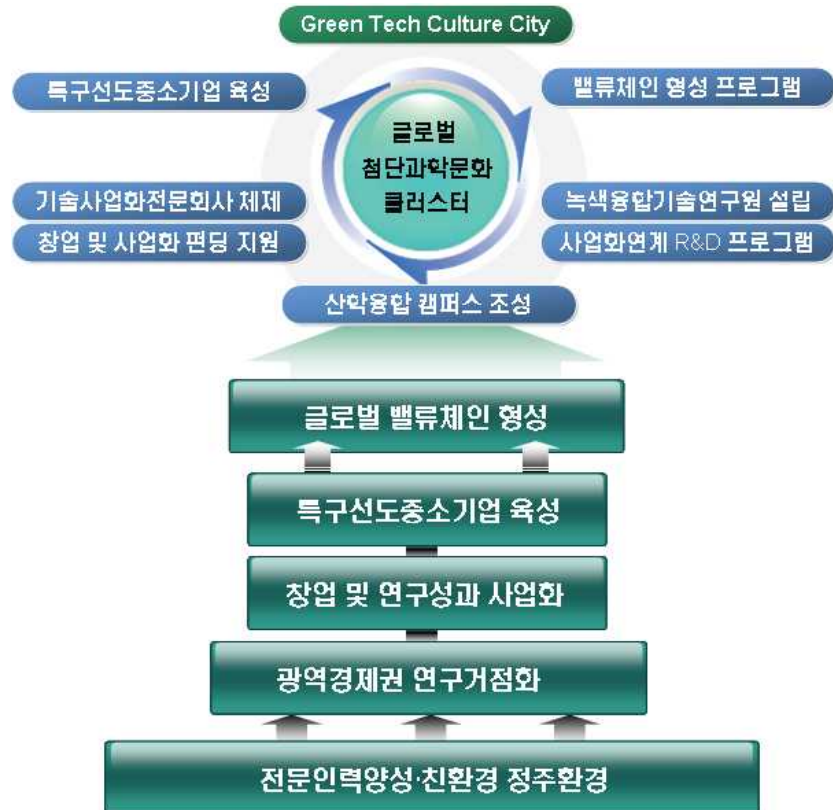 Green Tech Culture City
특구선도중소기업 육성
밸류체인 형성 프로그램
글로벌
첨단과학문화
클러스터
기술사업화전문회사 체제
녹색융합기술연구원 설립
창업 및 사업화 펀딩 지원
사업화연계 R&D 프로그램
산학융합 캠퍼스 조성
글로벌 밸류체인 형성
특구선도중소기업 육성
창업 및 연구성과 사업화
광역경제권 연구거점화
전문인력양성·친환경 정주환경